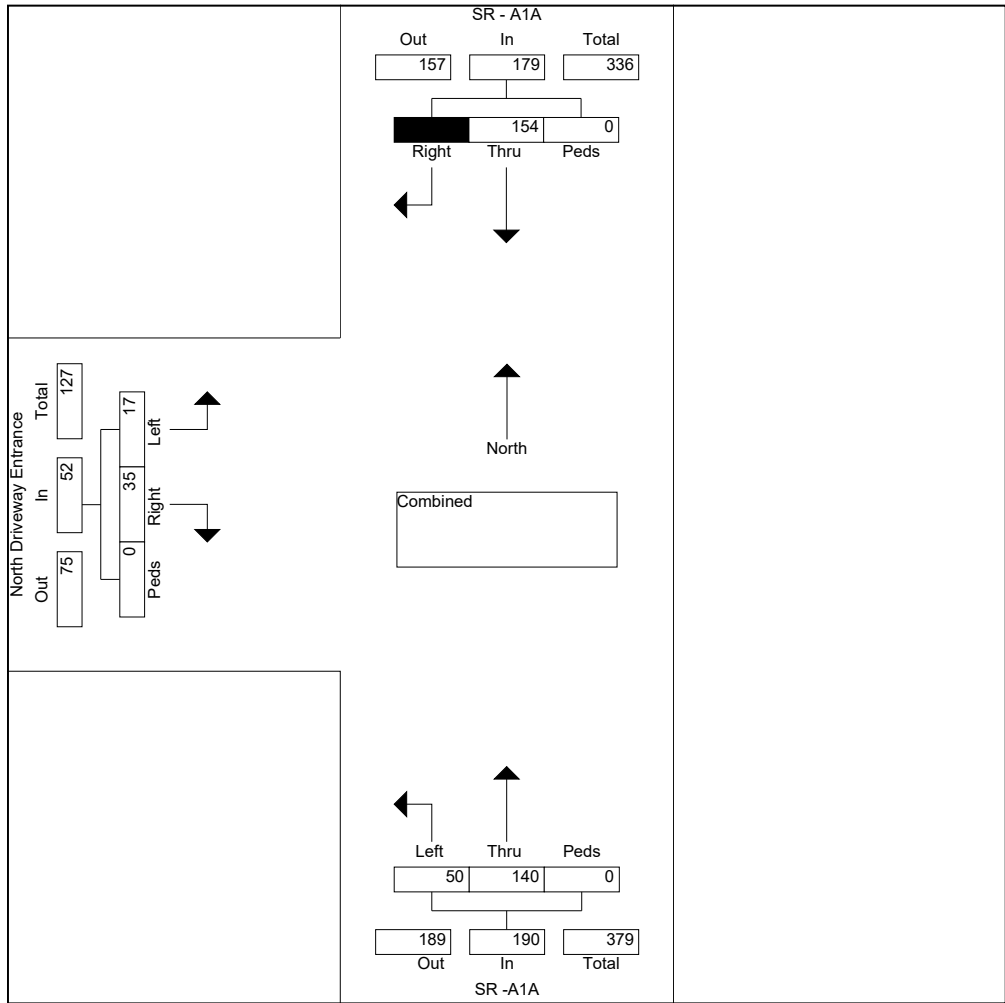 SR - A1A
Out In Total
157 179 336
154 0
Right Thru Peds
North Driveway Entrance
Out In Total
75 52 127
0 35 17
Peds Right Left
North
Combined
Left Thru Peds
50 140 0
189 190 379
Out In Total
SR -A1A